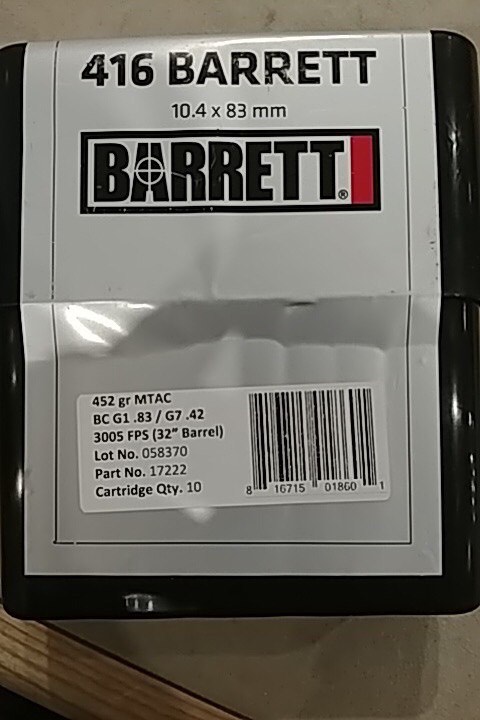 416 BARRETT
10.4 x 83 mm
BARRETT®
452 gr MTAC
BC G1 .83 / G7 .42
3005 FPS (32" Barrel)
Lot No. 058370
Part No. 17222
Cartridge Qty. 10
8 16715 01860 1